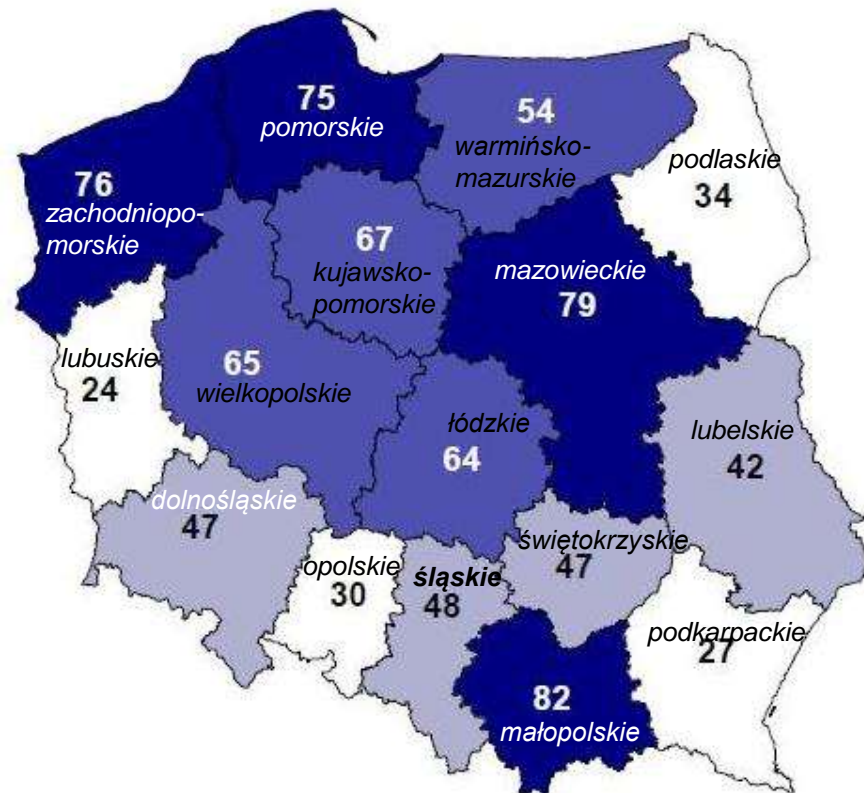 75
pomorskie
54
warmińsko-
mazurskie
podlaskie
34
76
zachodniopo-
morskie
67
kujawsko-
pomorskie
mazowieckie
79
lubuskie
24
65
wielkopolskie
łódzkie
64
lubelskie
42
dolnośląskie
47
opolskie
30
śląskie
48
świętokrzyskie
47
podkarpackie
27
82
małopolskie